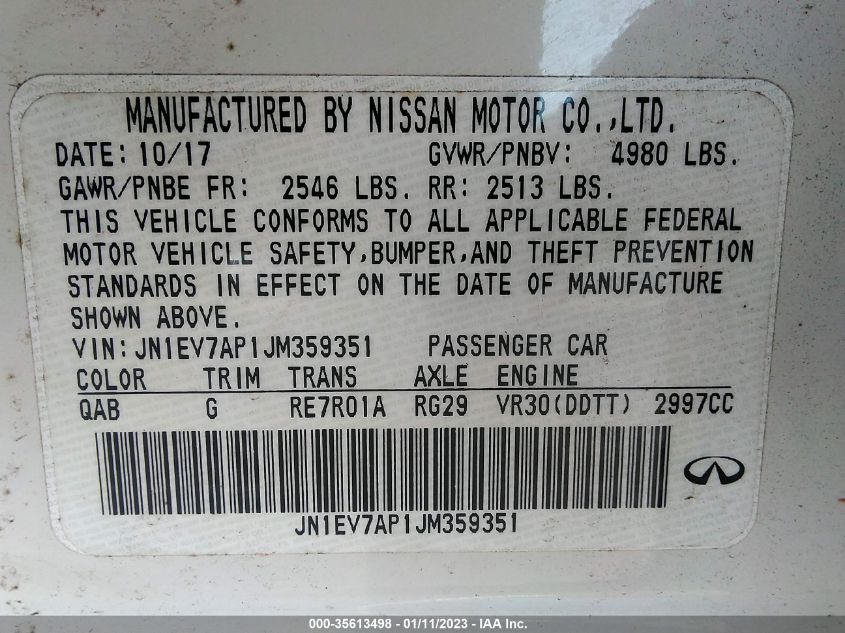 MANUFACTURED BY NISSAN MOTOR CO.,LTD.
DATE: 10/17 GVWR/PNBV: 4980 LBS.
GAWR/PNBE FR: 2546 LBS. RR: 2513 LBS.
THIS VEHICLE CONFORMS TO ALL APPLICABLE FEDERAL
MOTOR VEHICLE SAFETY,BUMPER,AND THEFT PREVENTION
STANDARDS IN EFFECT ON THE DATE OF MANUFACTURE
SHOWN ABOVE.
VIN:JN1EV7AP1JM359351 PASSENGER CAR
COLOR TRIM TRANS AXLE ENGINE
QAB G RE7R01A RG29 VR30(DDTT) 2997CC
JN1EV7AP1JM359351
000-35613498 - 01/11/2023 - IAA Inc.